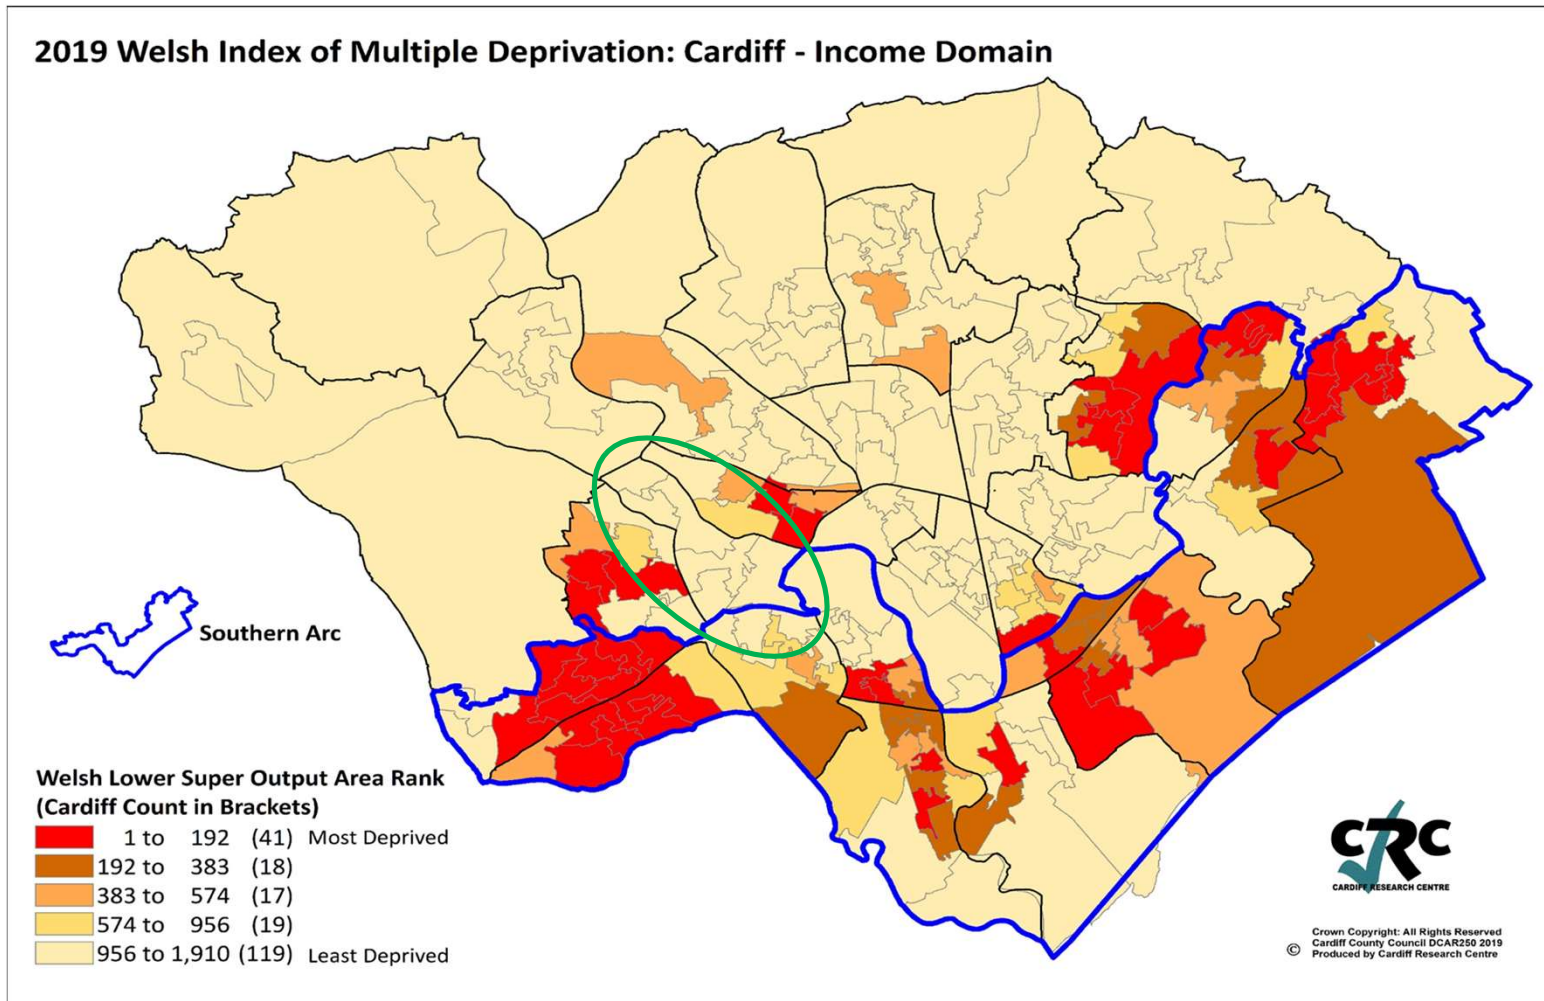 2019 Welsh Index of Multiple Deprivation: Cardiff - Income Domain
Southern Arc
Welsh Lower Super Output Area Rank
(Cardiff Count in Brackets)
1 to 192 (41) Most Deprived
192 to 383 (18)
383 to 574 (17)
574 to 956 (19)
956 to 1,910 (119) Least Deprived
CRC
CARDIFF RESEARCH CENTRE
Crown Copyright: All Rights Reserved
© Cardiff County Council DCAR250 2019
Produced by Cardiff Research Centre